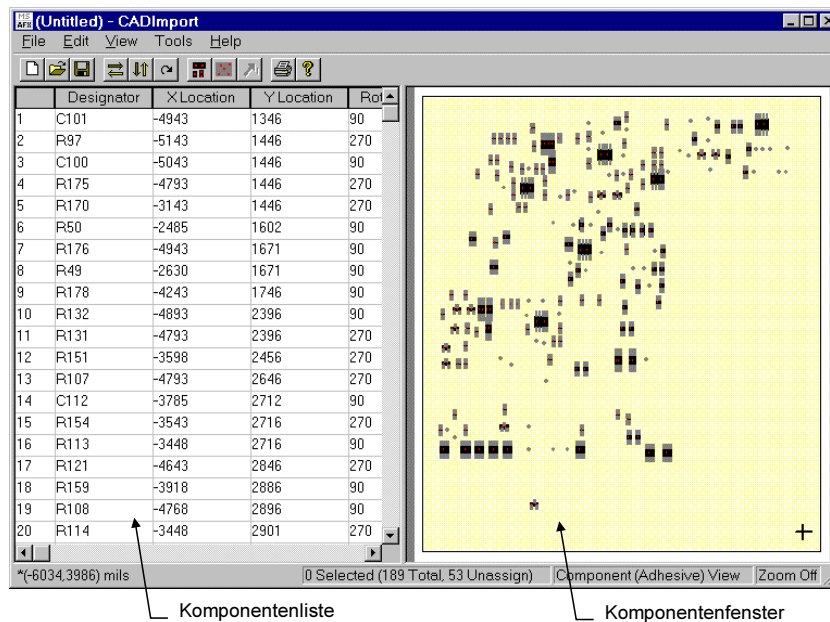 MS
AFX (Untitled) - CADImport
File Edit View Tools Help
Designator X Location Y Location Rot
1 C101 -4943 1346 90
2 R97 -5143 1446 270
3 C100 -5043 1446 90
4 R175 -4793 1446 270
5 R170 -3143 1446 270
6 R50 -2485 1602 90
7 R176 -4943 1671 90
8 R49 -2630 1671 90
9 R178 -4243 1746 90
10 R132 -4893 2396 90
11 R131 -4793 2396 270
12 R151 -3598 2456 270
13 R107 -4793 2646 270
14 C112 -3785 2712 90
15 R154 -3543 2716 270
16 R113 -3448 2716 90
17 R121 -4643 2846 270
18 R159 -3918 2886 90
19 R108 -4768 2896 90
20 R114 -3448 2901 270
*(-6034,3986) mils 0 Selected (189 Total, 53 Unassign) Component (Adhesive) View Zoom Off
Komponentenliste Komponentenfenster